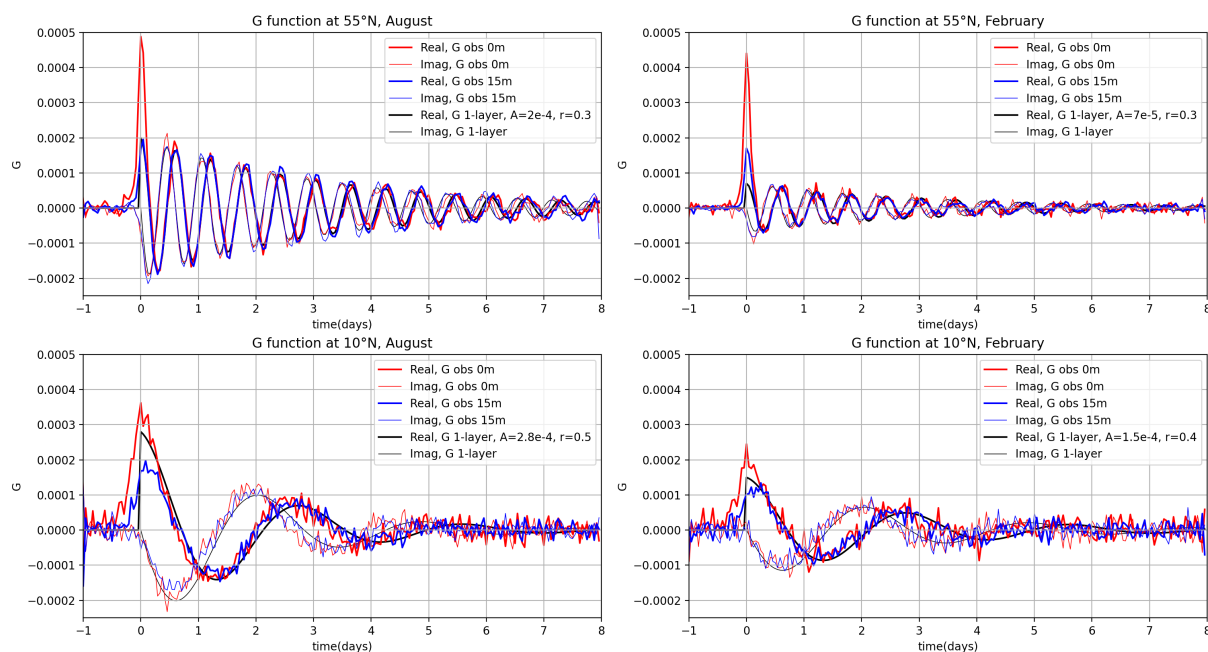 G function at 55°N, August
0.0005
0.0004
0.0003
0.0002
0.0001
0.0000
−0.0001
−0.0002
G
Real, G obs 0m
Imag, G obs 0m
Real, G obs 15m
Imag, G obs 15m
Real, G 1-layer, A=2e-4, r=0.3
Imag, G 1-layer
−1 0 1 2 3 4 5 6 7 8
time(days)
G function at 55°N, February
0.0005
0.0004
0.0003
0.0002
0.0001
0.0000
−0.0001
−0.0002
G
Real, G obs 0m
Imag, G obs 0m
Real, G obs 15m
Imag, G obs 15m
Real, G 1-layer, A=7e-5, r=0.3
Imag, G 1-layer
−1 0 1 2 3 4 5 6 7 8
time(days)
G function at 10°N, August
0.0005
0.0004
0.0003
0.0002
0.0001
0.0000
−0.0001
−0.0002
G
Real, G obs 0m
Imag, G obs 0m
Real, G obs 15m
Imag, G obs 15m
Real, G 1-layer, A=2.8e-4, r=0.5
Imag, G 1-layer
−1 0 1 2 3 4 5 6 7 8
time(days)
G function at 10°N, February
0.0005
0.0004
0.0003
0.0002
0.0001
0.0000
−0.0001
−0.0002
G
Real, G obs 0m
Imag, G obs 0m
Real, G obs 15m
Imag, G obs 15m
Real, G 1-layer, A=1.5e-4, r=0.4
Imag, G 1-layer
−1 0 1 2 3 4 5 6 7 8
time(days)